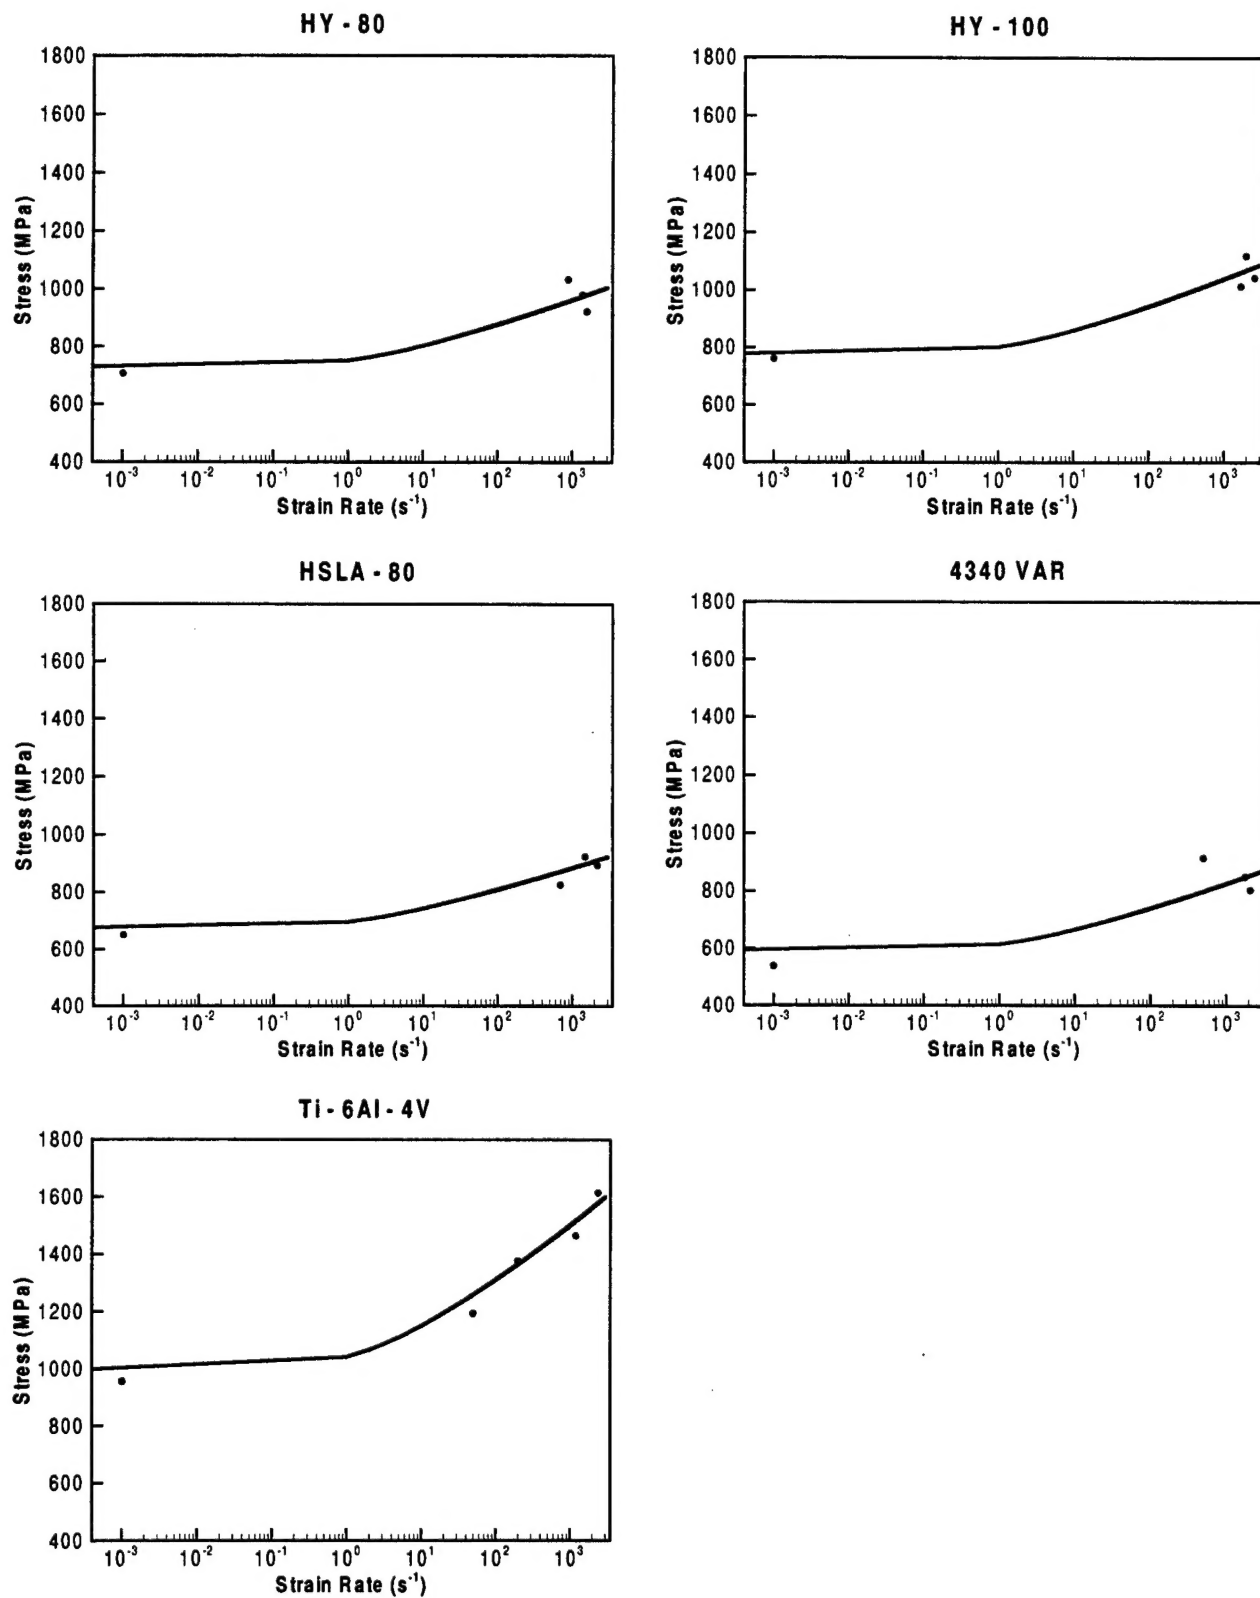 HY - 80
1800
1600
1400
1200
1000
800
600
400
Stress (MPa)
10⁻³ 10⁻² 10⁻¹ 10⁰ 10¹ 10² 10³
Strain Rate (s⁻¹)
HY - 100
1800
1600
1400
1200
1000
800
600
400
Stress (MPa)
10⁻³ 10⁻² 10⁻¹ 10⁰ 10¹ 10² 10³
Strain Rate (s⁻¹)
HSLA - 80
1800
1600
1400
1200
1000
800
600
400
Stress (MPa)
10⁻³ 10⁻² 10⁻¹ 10⁰ 10¹ 10² 10³
Strain Rate (s⁻¹)
4340 VAR
1800
1600
1400
1200
1000
800
600
400
Stress (MPa)
10⁻³ 10⁻² 10⁻¹ 10⁰ 10¹ 10² 10³
Strain Rate (s⁻¹)
Ti - 6Al - 4V
1800
1600
1400
1200
1000
800
600
400
Stress (MPa)
10⁻³ 10⁻² 10⁻¹ 10⁰ 10¹ 10² 10³
Strain Rate (s⁻¹)